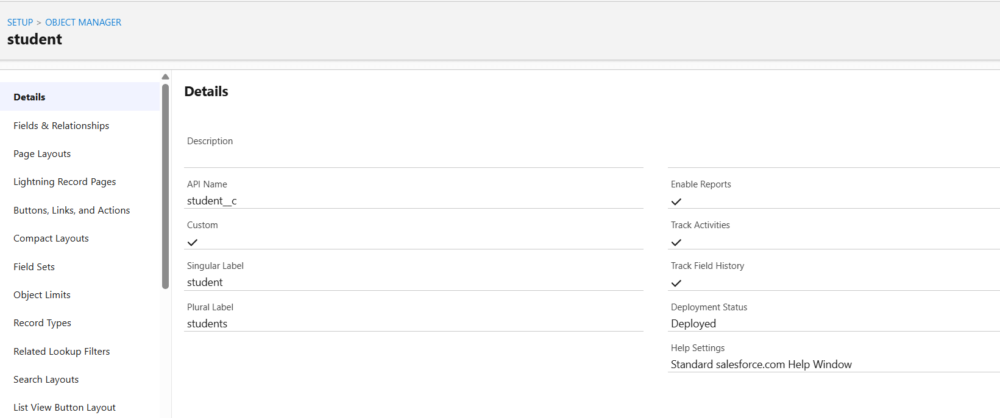 SETUP > OBJECT MANAGER
student
Details
Fields & Relationships
Page Layouts
Lightning Record Pages
Buttons, Links, and Actions
Compact Layouts
Field Sets
Object Limits
Record Types
Related Lookup Filters
Search Layouts
List View Button Layout
Details
Description
API Name
student__c
Custom
Singular Label
student
Plural Label
students
Enable Reports
Track Activities
Track Field History
Deployment Status
Deployed
Help Settings
Standard salesforce.com Help Window